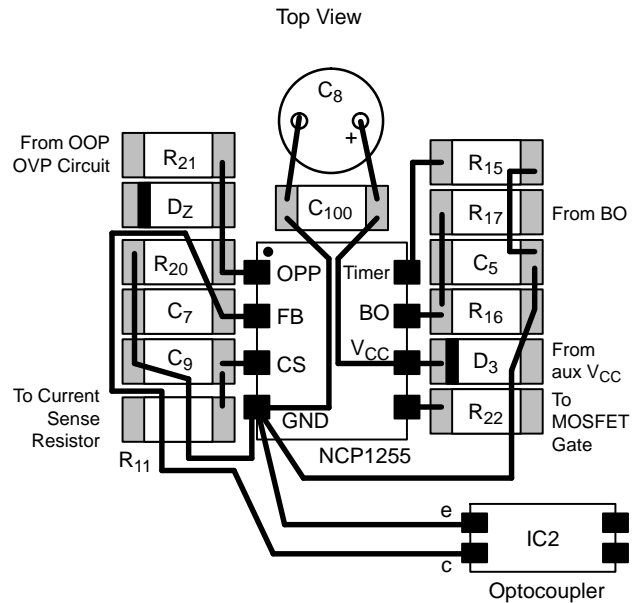 Top View
C8
+
From OOP
OVP Circuit
R21
DZ
R20
C7
C9
R11
To Current
Sense
Resistor
C100
OPP
FB
CS
GND
Timer
BO
VCC
NCP1255
R15
R17
C5
R16
D3
R22
From BO
From
aux VCC
To
MOSFET
Gate
e
c
IC2
Optocoupler